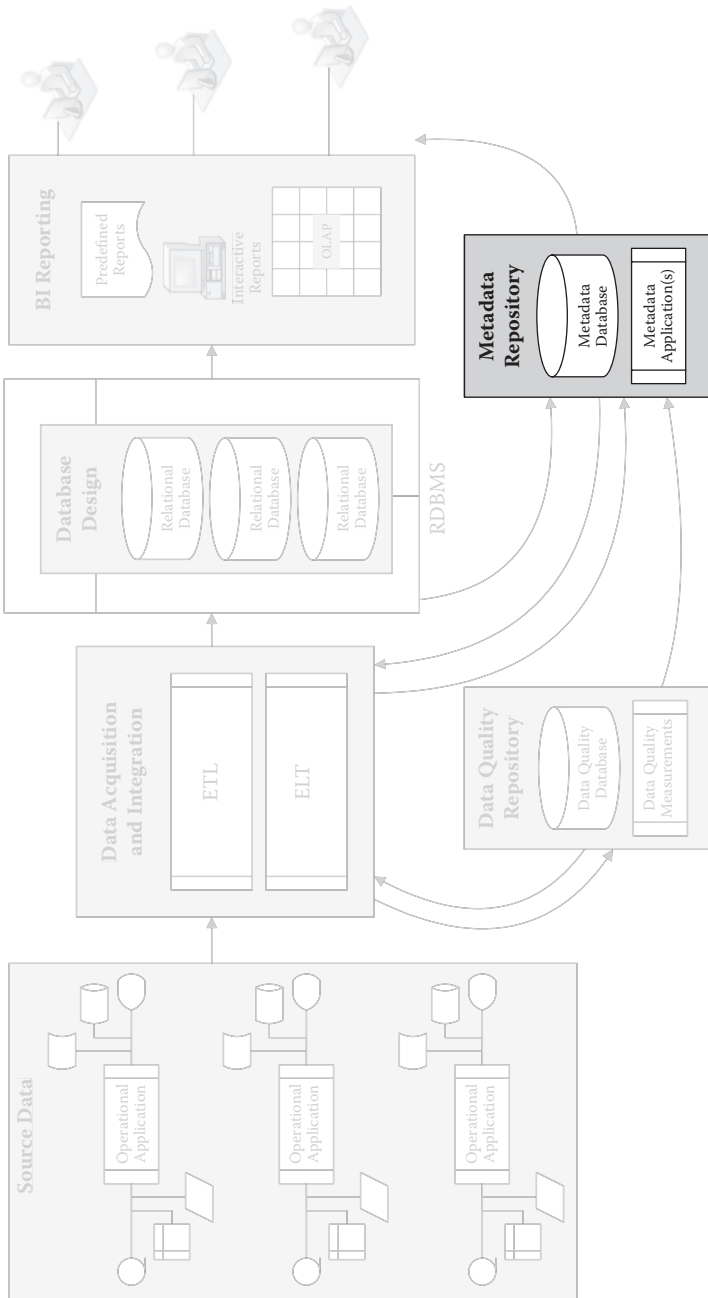 Source Data
Operational
Application
Operational
Application
Operational
Application
Data Acquisition
and Integration
ETL
ELT
Data Quality
Repository
Data Quality
Database
Data Quality
Measurements
Database
Design
Relational
Database
Relational
Database
Relational
Database
RDBMS
BI Reporting
Predefined
Reports
Interactive
Reports
OLAP
Metadata
Repository
Metadata
Database
Metadata
Application(s)